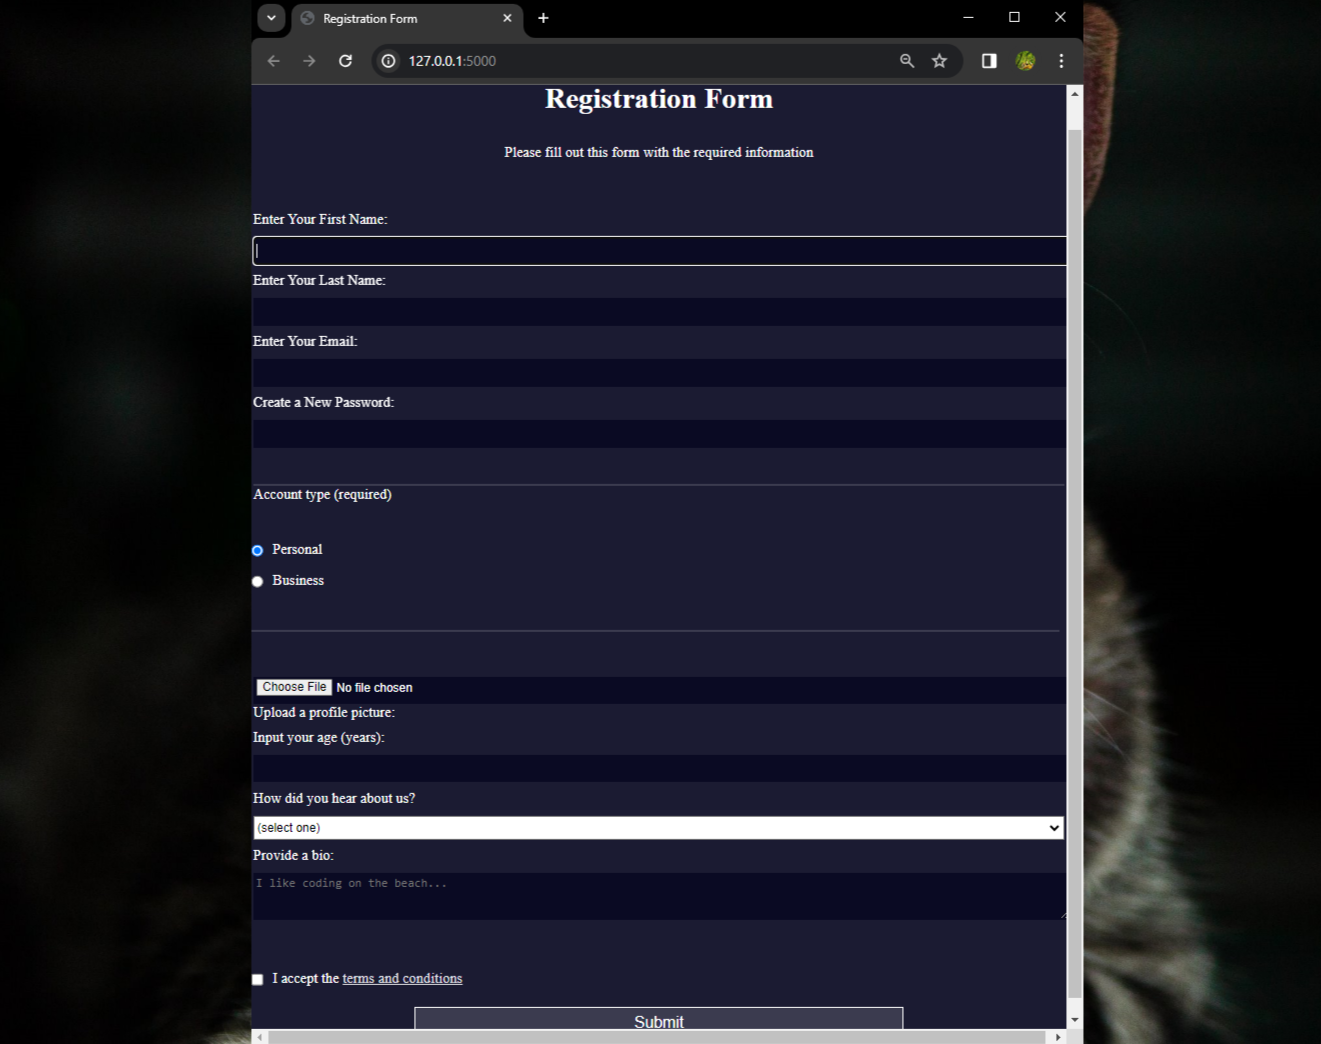 Registration Form
127.0.0.1:5000
Registration Form
Please fill out this form with the required information
Enter Your First Name:
Enter Your Last Name:
Enter Your Email:
Create a New Password:
Account type (required)
Personal
Business
Choose File No file chosen
Upload a profile picture:
Input your age (years):
How did you hear about us?
(select one)
Provide a bio:
I like coding on the beach...
I accept the terms and conditions
Submit